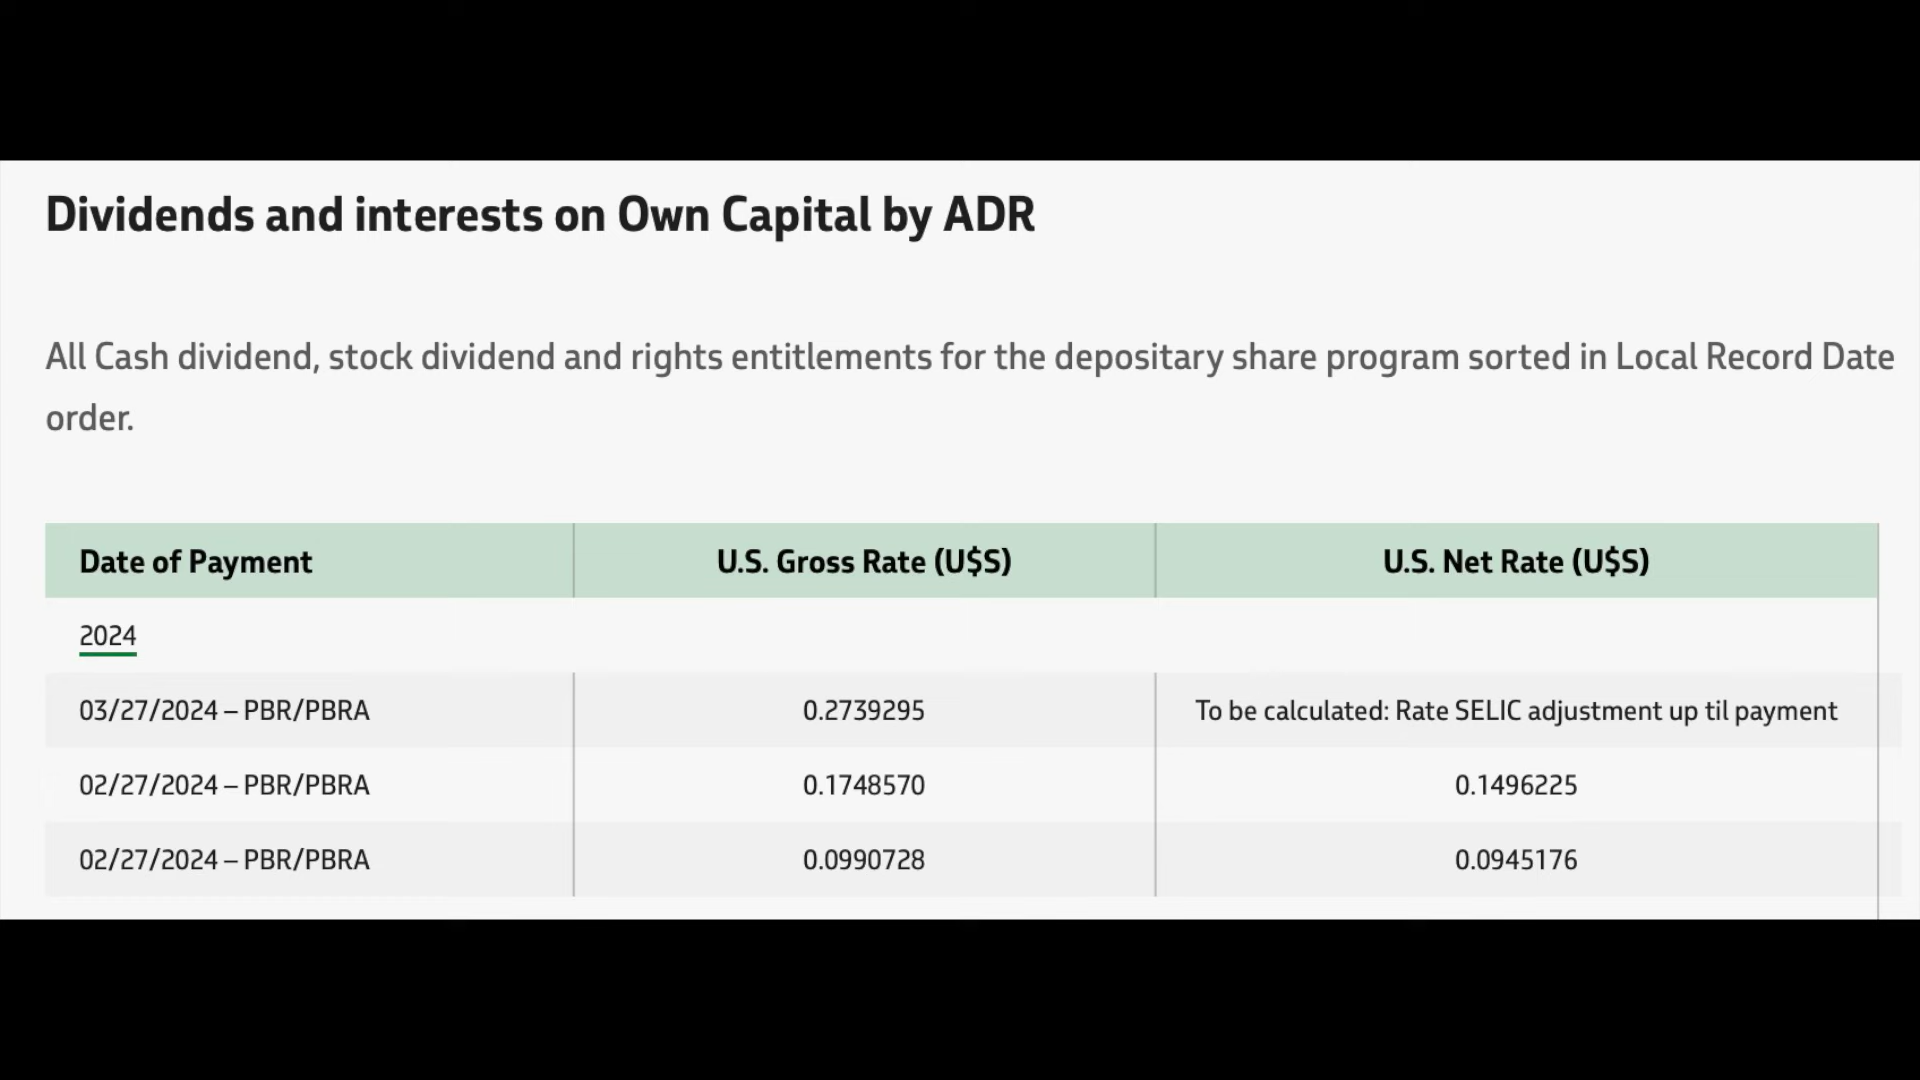 Dividends and interests on Own Capital by ADR
All Cash dividend, stock dividend and rights entitlements for the depositary share program sorted in Local Record Date
order.
Date of Payment U.S. Gross Rate (U$S) U.S. Net Rate (U$S)
2024
03/27/2024 – PBR/PBRA 0.2739295 To be calculated: Rate SELIC adjustment up til payment
02/27/2024 – PBR/PBRA 0.1748570 0.1496225
02/27/2024 – PBR/PBRA 0.0990728 0.0945176